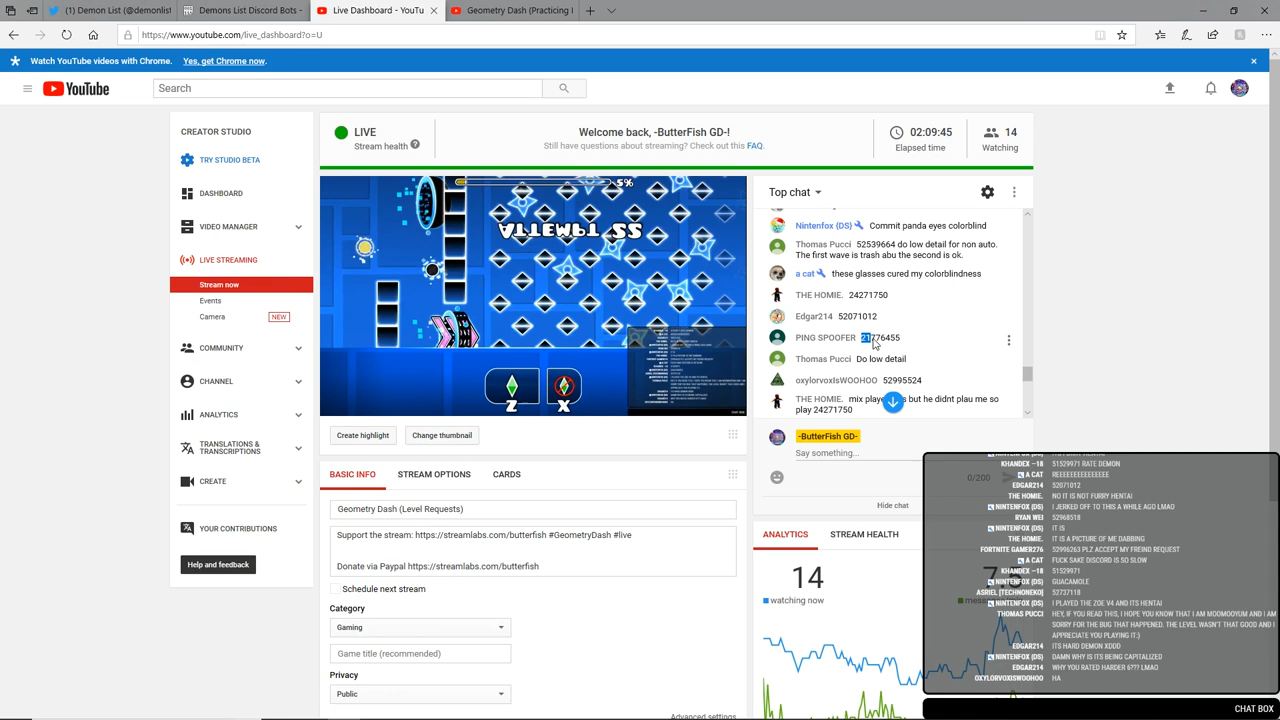 1) Demon List (@demonlist
Demons List Discord Bots -
Live Dashboard - YouTu
Geometry Dash (Practicing I
https://www.youtube.com/live_dashboard?o=U
Watch YouTube videos with Chrome. Yes, get Chrome now.
YouTube
Search
CREATOR STUDIO
TRY STUDIO BETA
DASHBOARD
VIDEO MANAGER
LIVE STREAMING
Stream now
Events
Camera NEW
COMMUNITY
CHANNEL
ANALYTICS
TRANSLATIONS &
TRANSCRIPTIONS
CREATE
YOUR CONTRIBUTIONS
Help and feedback
LIVE
Stream health
Welcome back, -ButterFish GD-!
Still have questions about streaming? Check out this FAQ.
02:09:45
Elapsed time
14
Watching
5%
Attempt 55
Z X
Create highlight
Change thumbnail
BASIC INFO STREAM OPTIONS CARDS
Geometry Dash (Level Requests)
Support the stream: https://streamlabs.com/butterfish #GeometryDash #live
Donate via Paypal https://streamlabs.com/butterfish
Schedule next stream
Category
Gaming
Game title (recommended)
Privacy
Public
Advanced settings
Top chat
Nintenfox {DS} Commit panda eyes colorblind
Thomas Pucci 52539664 do low detail for non auto.
The first wave is trash abu the second is ok.
a cat these glasses cured my colorblindness
THE HOMIE. 24271750
Edgar214 52071012
PING SPOOFER 21776455
Thomas Pucci Do low detail
oxylorvoxIsWOOHOO 52995524
THE HOMIE. mix playe but he didnt plau me so
play 24271750
-ButterFish GD-
Say something...
0/200
Hide chat
ANALYTICS STREAM HEALTH
14
watching now
7.5
KHANDEX −18 51529971 RATE DEMON
A CAT REEEEEEEEEEEEEE
EDGAR214 52071012
THE HOMIE. NO IT IS NOT FURRY HENTAI
NINTENFOX {DS} I JERKED OFF TO THIS A WHILE AGO LMAO
RYAN WEI 52968518
NINTENFOX {DS} IT IS
THE HOMIE. IT IS A PICTURE OF ME DABBING
FORTNITE GAMER276 52996263 PLZ ACCEPT MY FREIND REQUEST
A CAT FUCK SAKE DISCORD IS SO SLOW
KHANDEX −18 51529971
NINTENFOX {DS} GUACAMOLE
ASRIEL [TECHNONEKO] 52737118
NINTENFOX {DS} I PLAYED THE ZOE V4 AND ITS HENTAI
THOMAS PUCCI HEY, IF YOU READ THIS, I HOPE YOU KNOW THAT I AM MOOMOOYUM AND I AM
SORRY FOR THE BUG THAT HAPPENED. THE LEVEL WASN'T THAT GOOD AND I
APPRECIATE YOU PLAYING IT:)
EDGAR214 ITS HARD DEMON XDDD
NINTENFOX {DS} DAMN WHY IS ITS BEING CAPITALIZED
EDGAR214 WHY YOU RATED HARDER 6??? LMAO
OXYLORVOXISWOOHOO HA
CHAT BOX